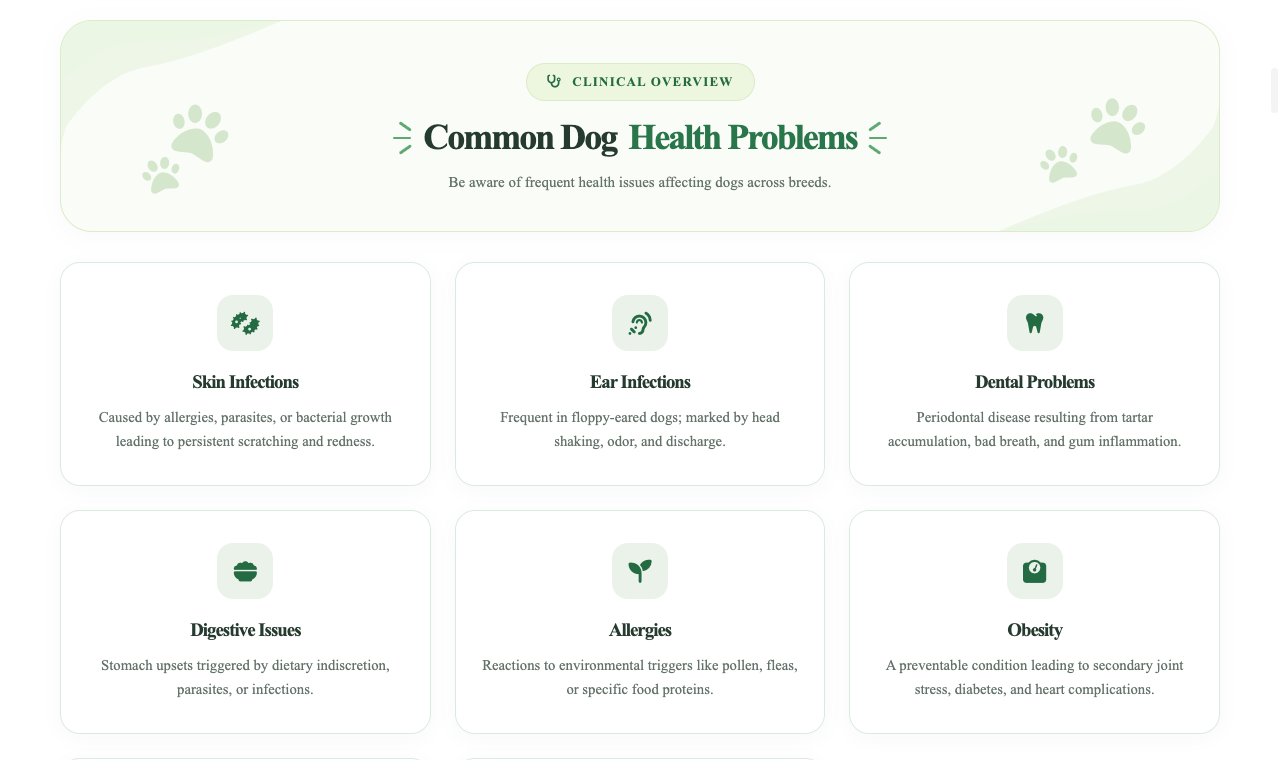 CLINICAL OVERVIEW
Common Dog Health Problems
Be aware of frequent health issues affecting dogs across breeds.
Skin Infections
Caused by allergies, parasites, or bacterial growth
leading to persistent scratching and redness.
Ear Infections
Frequent in floppy-eared dogs; marked by head
shaking, odor, and discharge.
Dental Problems
Periodontal disease resulting from tartar
accumulation, bad breath, and gum inflammation.
Digestive Issues
Stomach upsets triggered by dietary indiscretion,
parasites, or infections.
Allergies
Reactions to environmental triggers like pollen, fleas,
or specific food proteins.
Obesity
A preventable condition leading to secondary joint
stress, diabetes, and heart complications.